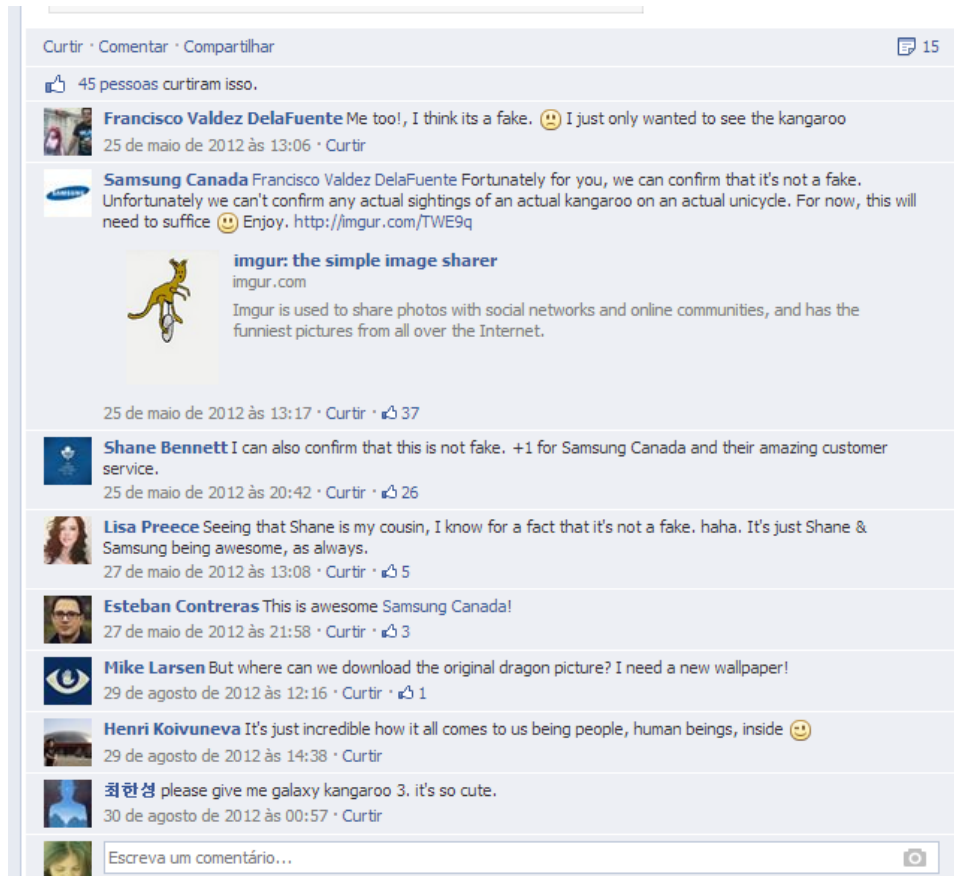 Curtir · Comentar · Compartilhar 15
45 pessoas curtiram isso.
Francisco Valdez DelaFuente Me too!, I think its a fake. I just only wanted to see the kangaroo
25 de maio de 2012 às 13:06 · Curtir
SAMSUNG
Samsung Canada Francisco Valdez DelaFuente Fortunately for you, we can confirm that it's not a fake.
Unfortunately we can't confirm any actual sightings of an actual kangaroo on an actual unicycle. For now, this will
need to suffice Enjoy. http://imgur.com/TWE9q
imgur: the simple image sharer
imgur.com
Imgur is used to share photos with social networks and online communities, and has the
funniest pictures from all over the Internet.
25 de maio de 2012 às 13:17 · Curtir · 37
Shane Bennett I can also confirm that this is not fake. +1 for Samsung Canada and their amazing customer
service.
25 de maio de 2012 às 20:42 · Curtir · 26
Lisa Preece Seeing that Shane is my cousin, I know for a fact that it's not a fake. haha. It's just Shane &
Samsung being awesome, as always.
27 de maio de 2012 às 13:08 · Curtir · 5
Esteban Contreras This is awesome Samsung Canada!
27 de maio de 2012 às 21:58 · Curtir · 3
Mike Larsen But where can we download the original dragon picture? I need a new wallpaper!
29 de agosto de 2012 às 12:16 · Curtir · 1
Henri Koivuneva It's just incredible how it all comes to us being people, human beings, inside
29 de agosto de 2012 às 14:38 · Curtir
최한성 please give me galaxy kangaroo 3. it's so cute.
30 de agosto de 2012 às 00:57 · Curtir
Escreva um comentário...